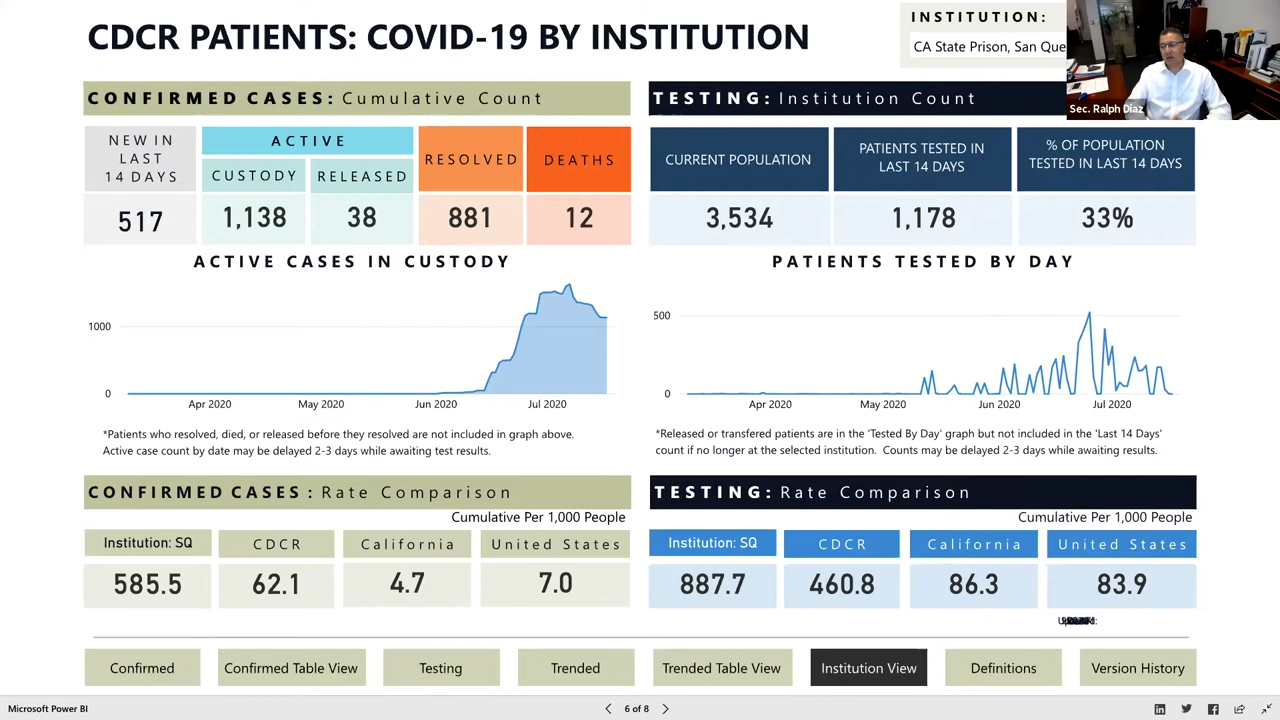 CDCR PATIENTS: COVID-19 BY INSTITUTION
INSTITUTION:
CA State Prison, San Que
Sec. Ralph Diaz
CONFIRMED CASES: Cumulative Count
NEW IN
LAST
14 DAYS
ACTIVE
CUSTODY
RELEASED
RESOLVED
DEATHS
517
1,138
38
881
12
TESTING: Institution Count
CURRENT POPULATION
PATIENTS TESTED IN
LAST 14 DAYS
% OF POPULATION
TESTED IN LAST 14 DAYS
3,534
1,178
33%
ACTIVE CASES IN CUSTODY
1000
0
Apr 2020
May 2020
Jun 2020
Jul 2020
*Patients who resolved, died, or released before they resolved are not included in graph above.
Active case count by date may be delayed 2-3 days while awaiting test results.
PATIENTS TESTED BY DAY
500
0
Apr 2020
May 2020
Jun 2020
Jul 2020
*Released or transfered patients are in the 'Tested By Day' graph but not included in the 'Last 14 Days'
count if no longer at the selected institution. Counts may be delayed 2-3 days while awaiting results.
CONFIRMED CASES : Rate Comparison
Cumulative Per 1,000 People
Institution: SQ
CDCR
California
United States
585.5
62.1
4.7
7.0
TESTING: Rate Comparison
Cumulative Per 1,000 People
Institution: SQ
CDCR
California
United States
887.7
460.8
86.3
83.9
Confirmed
Confirmed Table View
Testing
Trended
Trended Table View
Institution View
Definitions
Version History
Microsoft Power BI
6 of 8